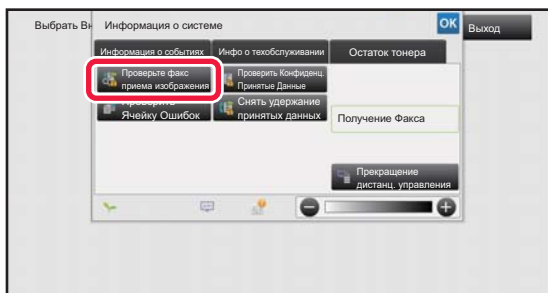 Выбрать Вн
Информация о системе
OK
Выход
Информация о событиях
Инфо о техобслуживании
Остаток тонера
Проверьте факс
приема изображения
Проверить Конфиденц.
Принятые Данные
Проверить
Ячейку Ошибок
Снять удержание
принятых данных
Получение Факса
Прекращение
дистанц. управления